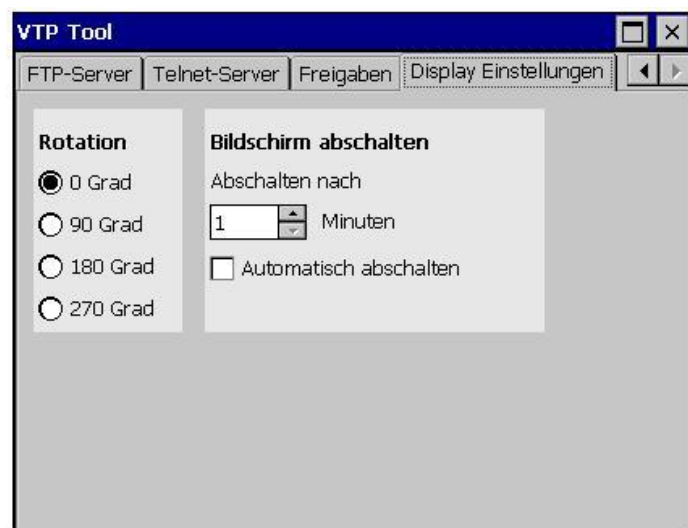 VTP Tool
FTP-Server Telnet-Server Freigaben Display Einstellungen
Rotation
0 Grad
90 Grad
180 Grad
270 Grad
Bildschirm abschalten
Abschalten nach
1 Minuten
Automatisch abschalten